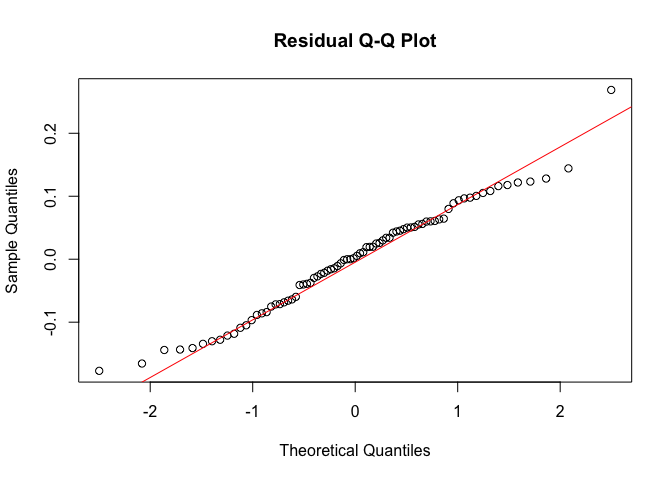 Residual Q-Q Plot
Sample Quantiles
0.2
0.1
0.0
-0.1
-2 -1 0 1 2
Theoretical Quantiles